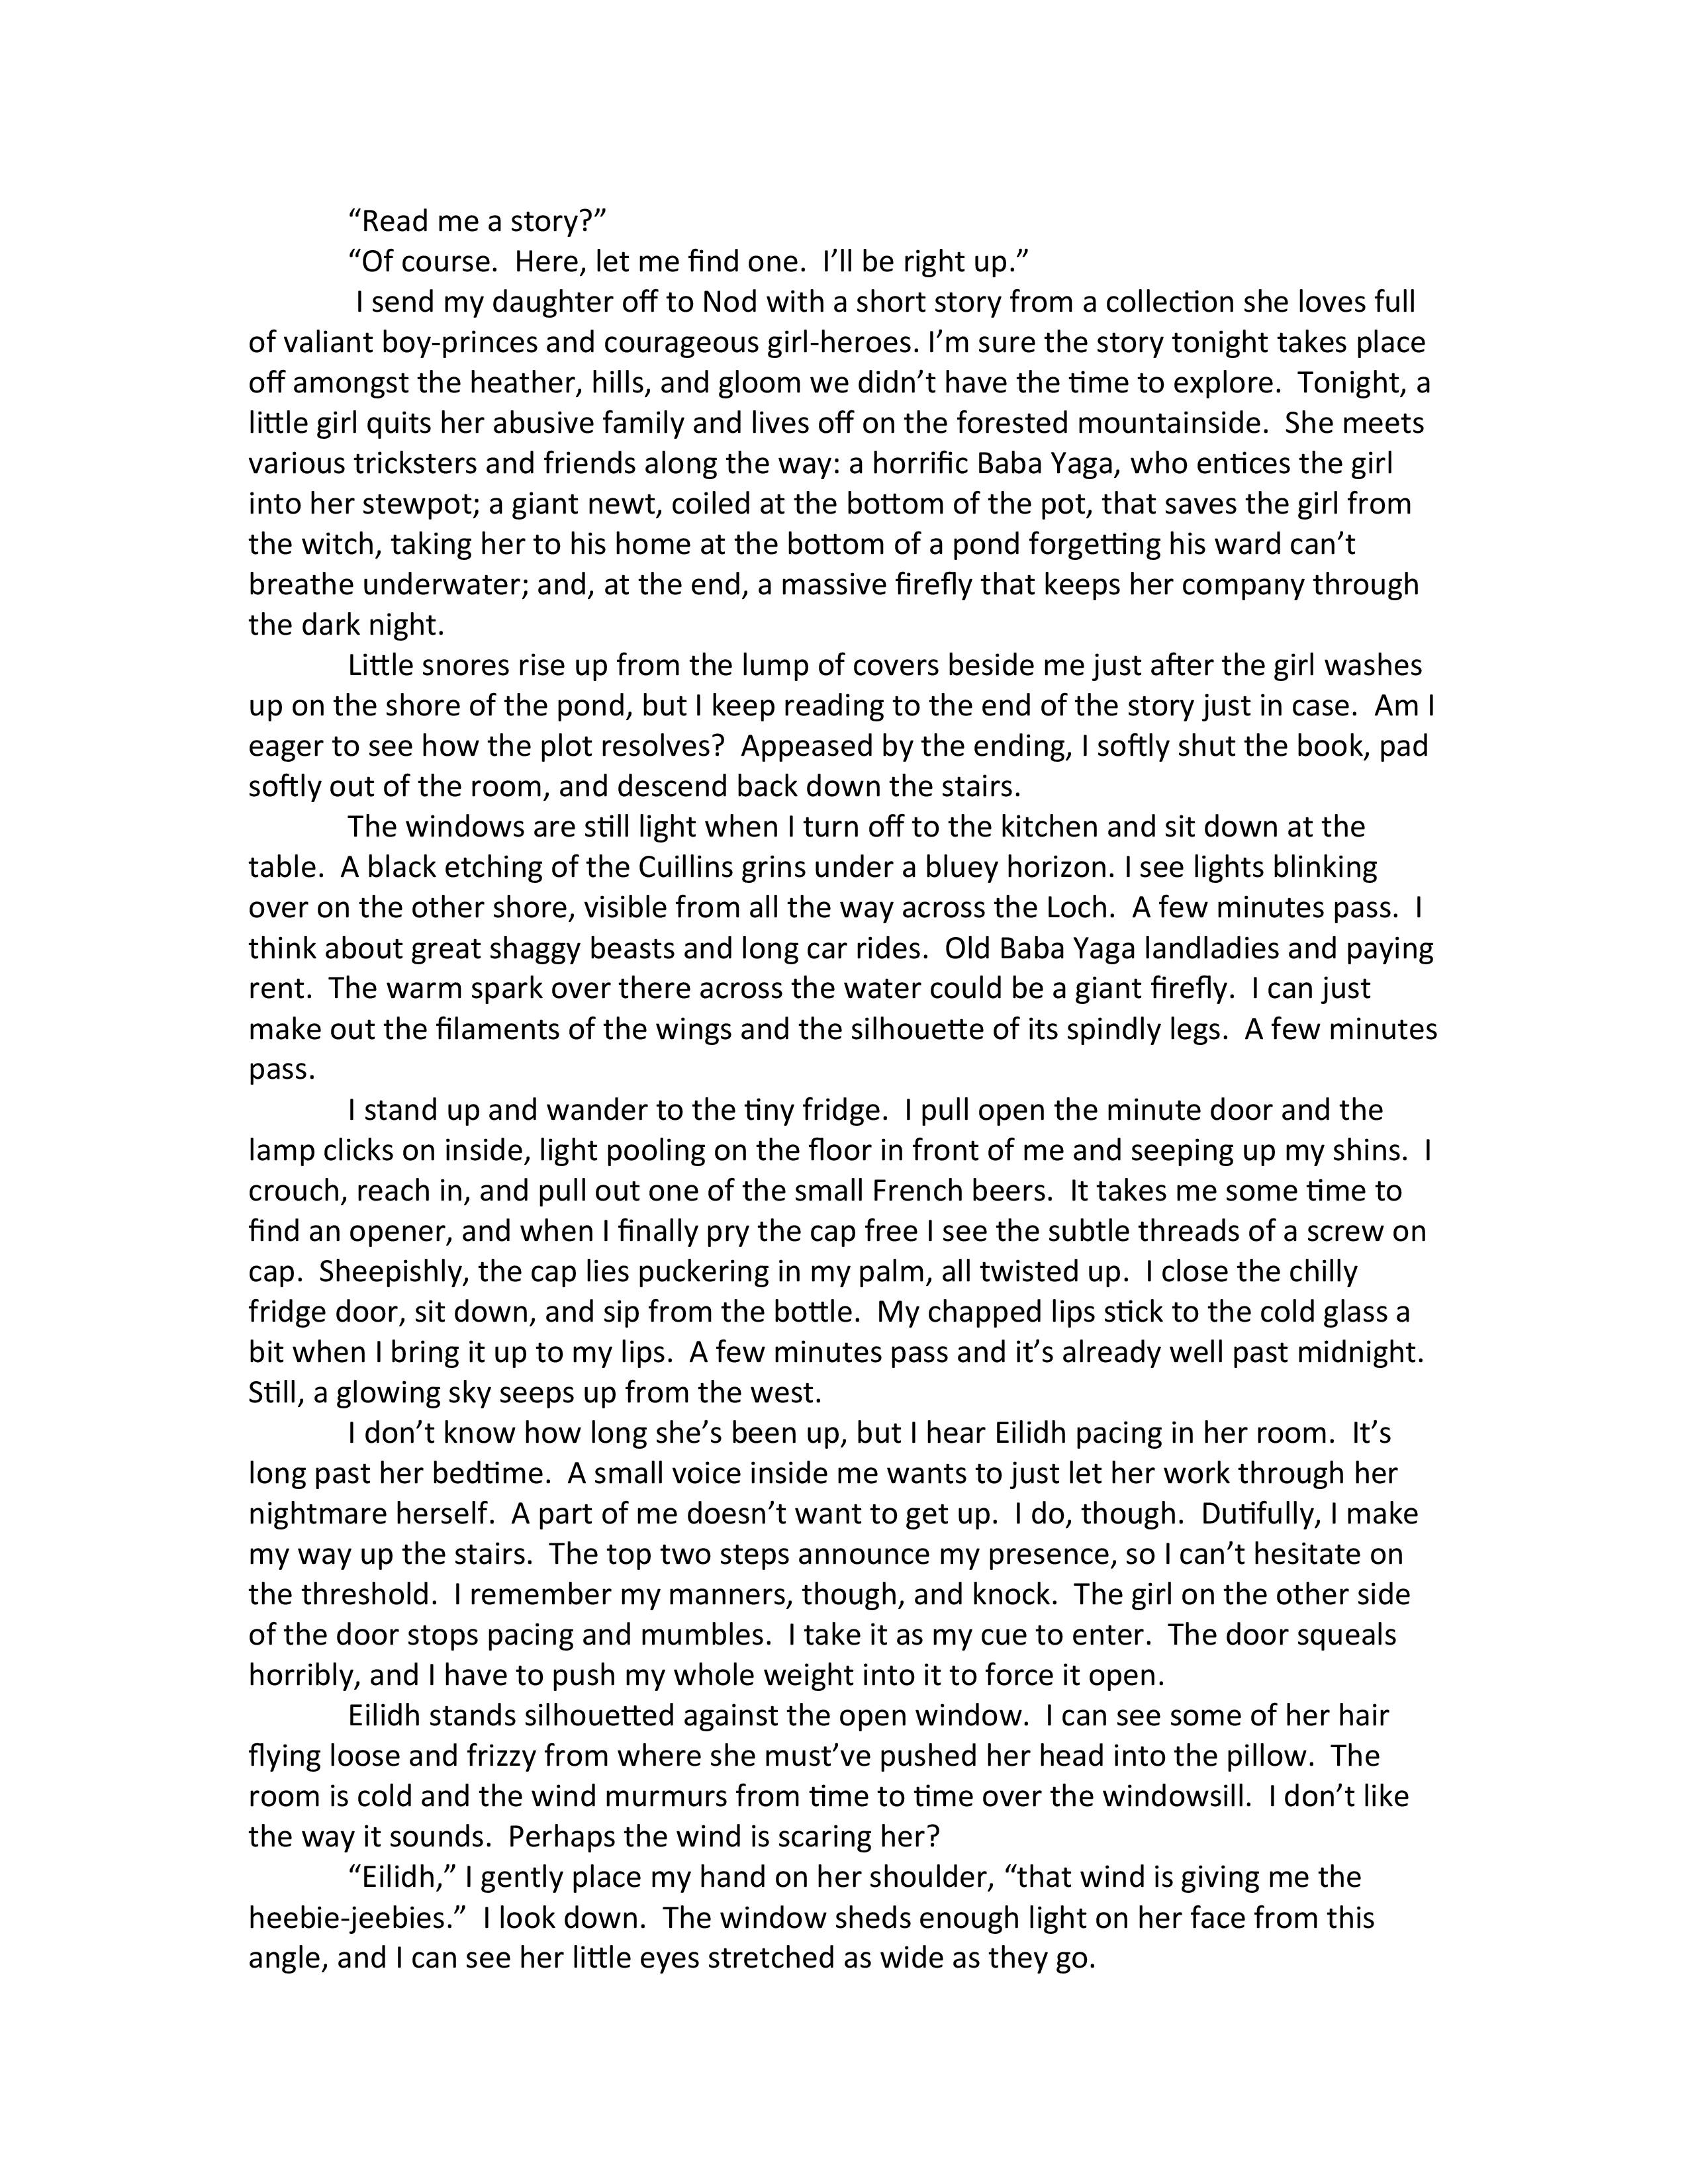 “Read me a story?”
“Of course.  Here, let me find one.  I’ll be right up.”
I send my daughter off to Nod with a short story from a collection she loves full
of valiant boy-princes and courageous girl-heroes. I’m sure the story tonight takes place
off amongst the heather, hills, and gloom we didn’t have the time to explore.  Tonight, a
little girl quits her abusive family and lives off on the forested mountainside.  She meets
various tricksters and friends along the way: a horrific Baba Yaga, who entices the girl
into her stewpot; a giant newt, coiled at the bottom of the pot, that saves the girl from
the witch, taking her to his home at the bottom of a pond forgetting his ward can’t
breathe underwater; and, at the end, a massive firefly that keeps her company through
the dark night.
Little snores rise up from the lump of covers beside me just after the girl washes
up on the shore of the pond, but I keep reading to the end of the story just in case.  Am I
eager to see how the plot resolves?  Appeased by the ending, I softly shut the book, pad
softly out of the room, and descend back down the stairs.
The windows are still light when I turn off to the kitchen and sit down at the
table.  A black etching of the Cuillins grins under a bluey horizon. I see lights blinking
over on the other shore, visible from all the way across the Loch.  A few minutes pass.  I
think about great shaggy beasts and long car rides.  Old Baba Yaga landladies and paying
rent.  The warm spark over there across the water could be a giant firefly.  I can just
make out the filaments of the wings and the silhouette of its spindly legs.  A few minutes
pass.
I stand up and wander to the tiny fridge.  I pull open the minute door and the
lamp clicks on inside, light pooling on the floor in front of me and seeping up my shins.  I
crouch, reach in, and pull out one of the small French beers.  It takes me some time to
find an opener, and when I finally pry the cap free I see the subtle threads of a screw on
cap.  Sheepishly, the cap lies puckering in my palm, all twisted up.  I close the chilly
fridge door, sit down, and sip from the bottle.  My chapped lips stick to the cold glass a
bit when I bring it up to my lips.  A few minutes pass and it’s already well past midnight.
Still, a glowing sky seeps up from the west.
I don’t know how long she’s been up, but I hear Eilidh pacing in her room.  It’s
long past her bedtime.  A small voice inside me wants to just let her work through her
nightmare herself.  A part of me doesn’t want to get up.  I do, though.  Dutifully, I make
my way up the stairs.  The top two steps announce my presence, so I can’t hesitate on
the threshold.  I remember my manners, though, and knock.  The girl on the other side
of the door stops pacing and mumbles.  I take it as my cue to enter.  The door squeals
horribly, and I have to push my whole weight into it to force it open.
Eilidh stands silhouetted against the open window.  I can see some of her hair
flying loose and frizzy from where she must’ve pushed her head into the pillow.  The
room is cold and the wind murmurs from time to time over the windowsill.  I don’t like
the way it sounds.  Perhaps the wind is scaring her?
“Eilidh,” I gently place my hand on her shoulder, “that wind is giving me the
heebie-jeebies.”  I look down.  The window sheds enough light on her face from this
angle, and I can see her little eyes stretched as wide as they go.